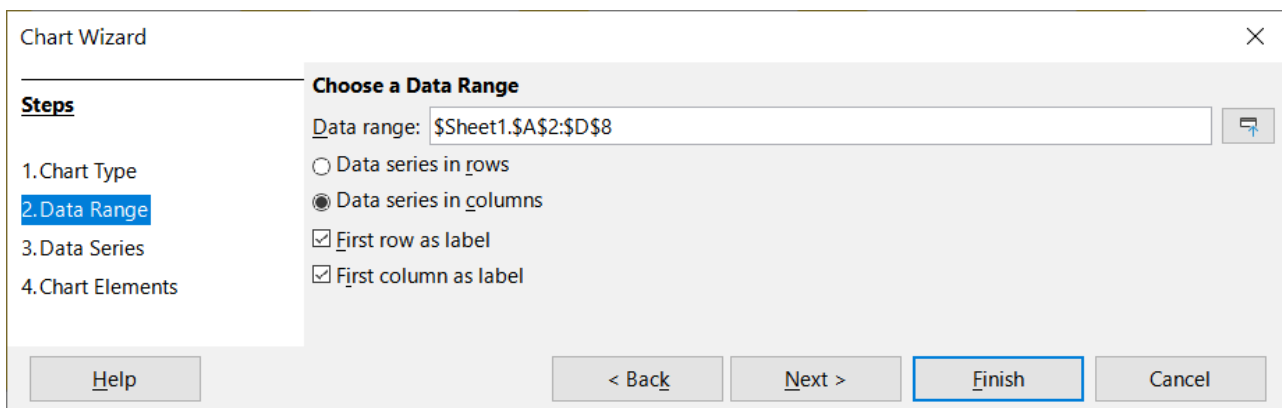 Chart Wizard
Steps
1.Chart Type
2.Data Range
3.Data Series
4.Chart Elements
Choose a Data Range
Data range: $Sheet1.$A$2:$D$8
Data series in rows
Data series in columns
First row as label
First column as label
Help
< Back
Next >
Finish
Cancel